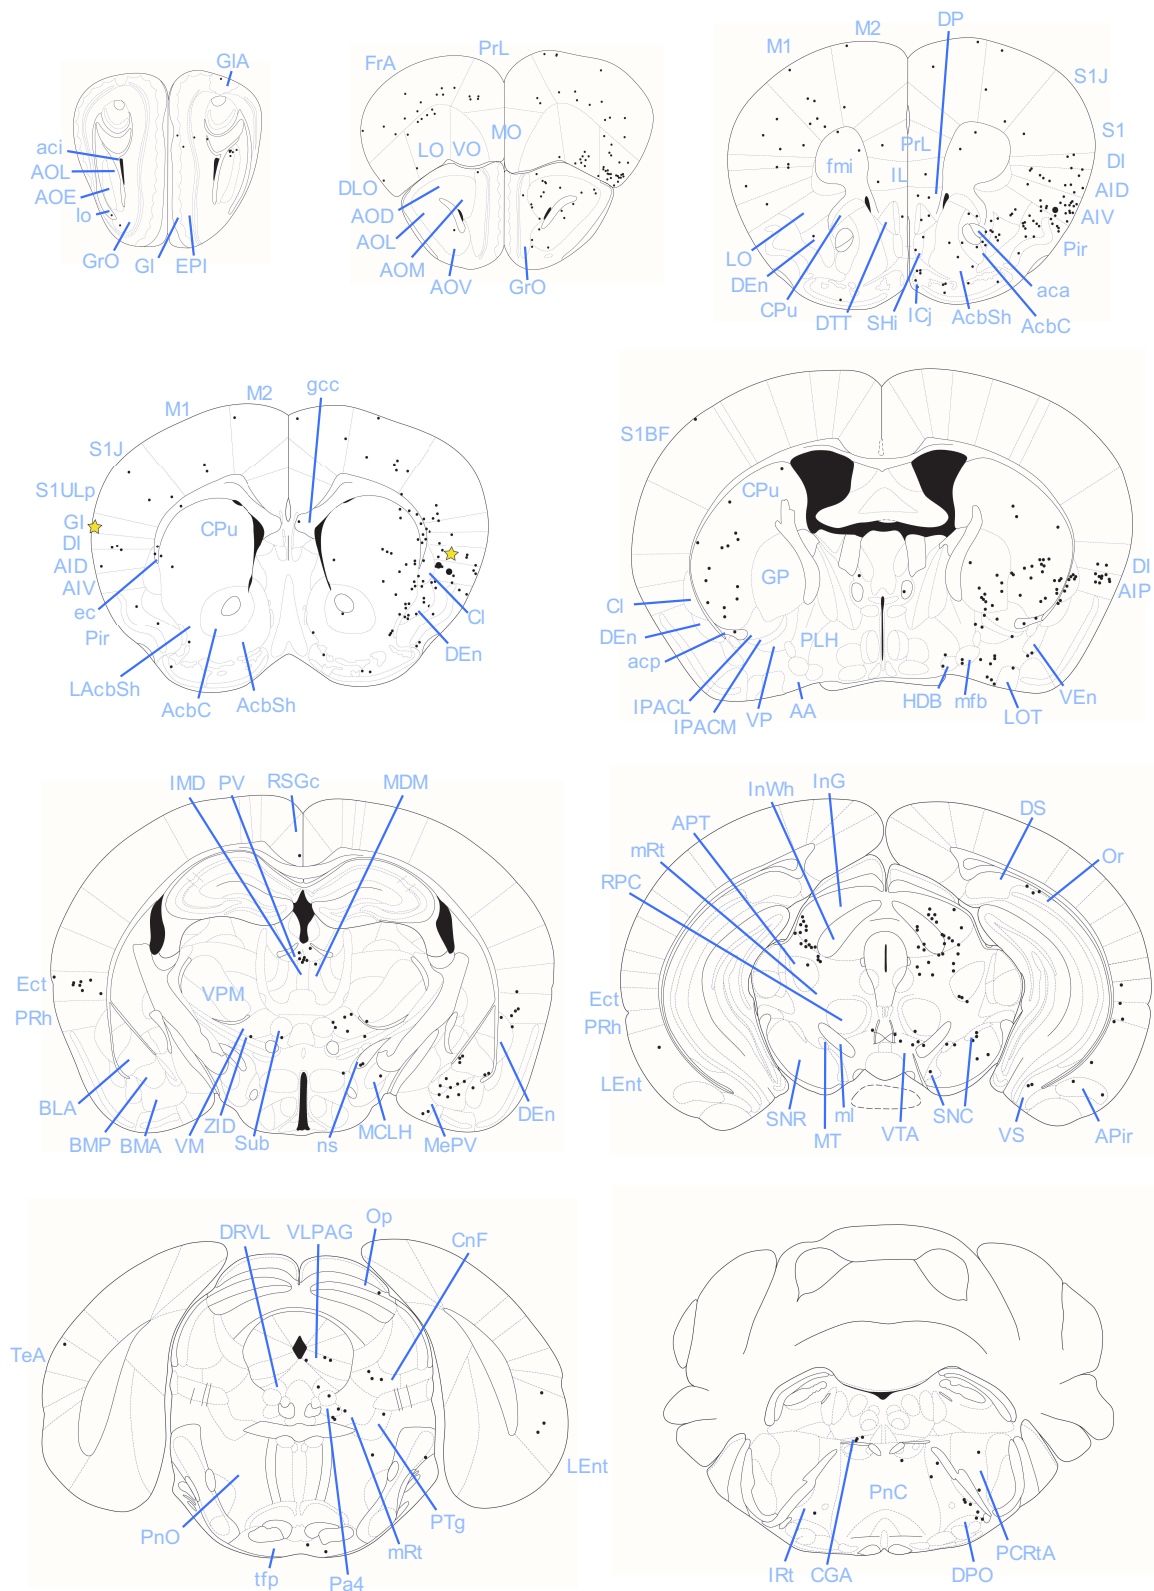 GlA
aci
AOL
AOE
lo
GrO
GI
EPI
PrL
FrA
MO
LO
VO
DLO
AOD
AOL
AOM
AOV
GrO
DP
M2
M1
S1J
S1
DI
AID
AIV
Pir
PrL
IL
fmi
LO
DEn
CPu
DTT
SHi
ICj
AcbSh
aca
AcbC
gcc
M2
M1
S1J
S1ULp
GI
DI
AID
AIV
ec
Pir
CPu
LAcbSh
AcbC
AcbSh
Cl
DEn
S1BF
CPu
GP
PLH
Cl
DEn
acp
IPACL
IPACM
VP
AA
HDB
mfb
LOT
VEn
DI
AIP
IMD
PV
RSGc
MDM
Ect
PRh
VPM
BLA
BMP
BMA
VM
ZID
Sub
ns
MCLH
MePV
DEn
InWh
InG
APT
mRt
RPC
DS
Or
Ect
PRh
LEnt
SNR
MT
ml
VTA
SNC
VS
APir
DRVL
VLPAG
Op
CnF
TeA
LEnt
PnO
tfp
Pa4
mRt
PTg
PnC
IRt
CGA
DPO
PCRtA